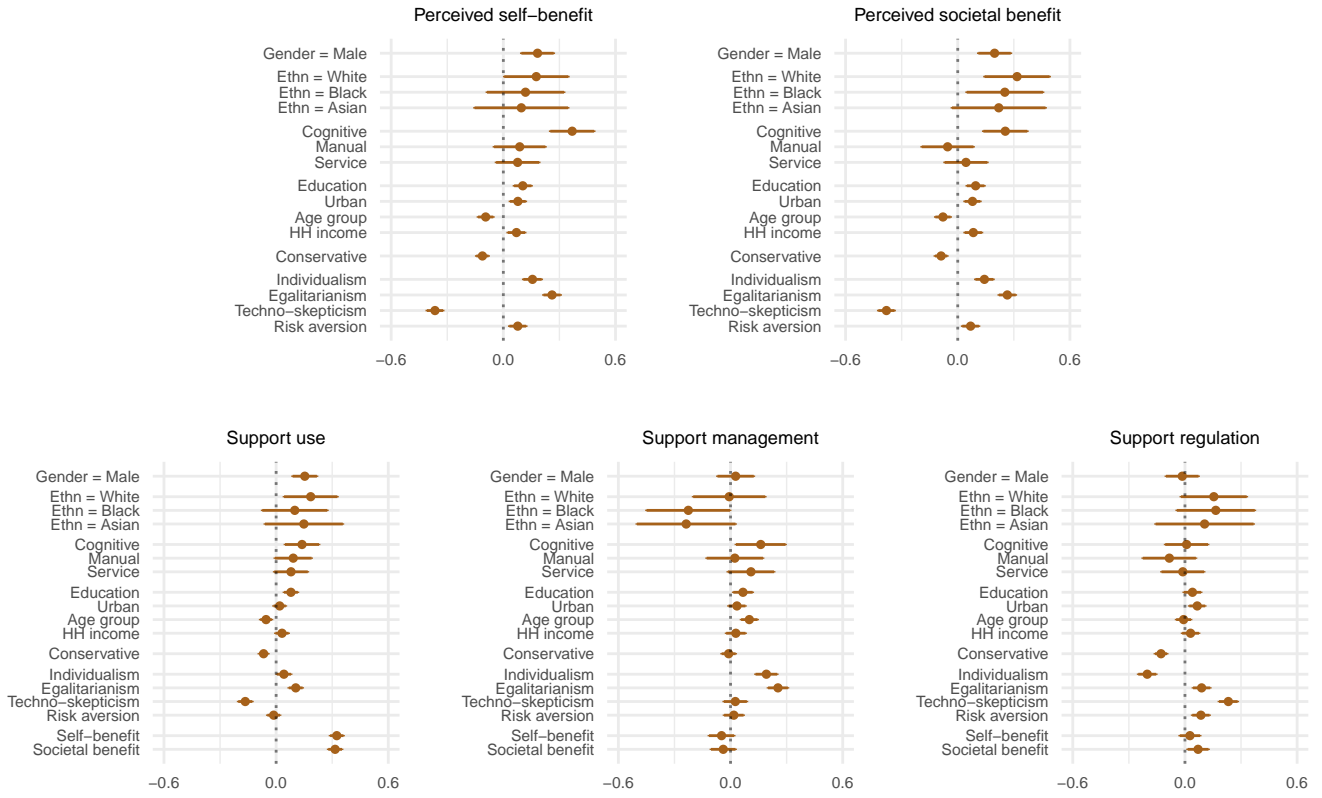 Perceived self−benefit
Gender = Male
Ethn = White
Ethn = Black
Ethn = Asian
Cognitive
Manual
Service
Education
Urban
Age group
HH income
Conservative
Individualism
Egalitarianism
Techno−skepticism
Risk aversion
−0.6 0.0 0.6
Perceived societal benefit
Gender = Male
Ethn = White
Ethn = Black
Ethn = Asian
Cognitive
Manual
Service
Education
Urban
Age group
HH income
Conservative
Individualism
Egalitarianism
Techno−skepticism
Risk aversion
−0.6 0.0 0.6
Support use
Gender = Male
Ethn = White
Ethn = Black
Ethn = Asian
Cognitive
Manual
Service
Education
Urban
Age group
HH income
Conservative
Individualism
Egalitarianism
Techno−skepticism
Risk aversion
Self−benefit
Societal benefit
−0.6 0.0 0.6
Support management
Gender = Male
Ethn = White
Ethn = Black
Ethn = Asian
Cognitive
Manual
Service
Education
Urban
Age group
HH income
Conservative
Individualism
Egalitarianism
Techno−skepticism
Risk aversion
Self−benefit
Societal benefit
−0.6 0.0 0.6
Support regulation
Gender = Male
Ethn = White
Ethn = Black
Ethn = Asian
Cognitive
Manual
Service
Education
Urban
Age group
HH income
Conservative
Individualism
Egalitarianism
Techno−skepticism
Risk aversion
Self−benefit
Societal benefit
−0.6 0.0 0.6